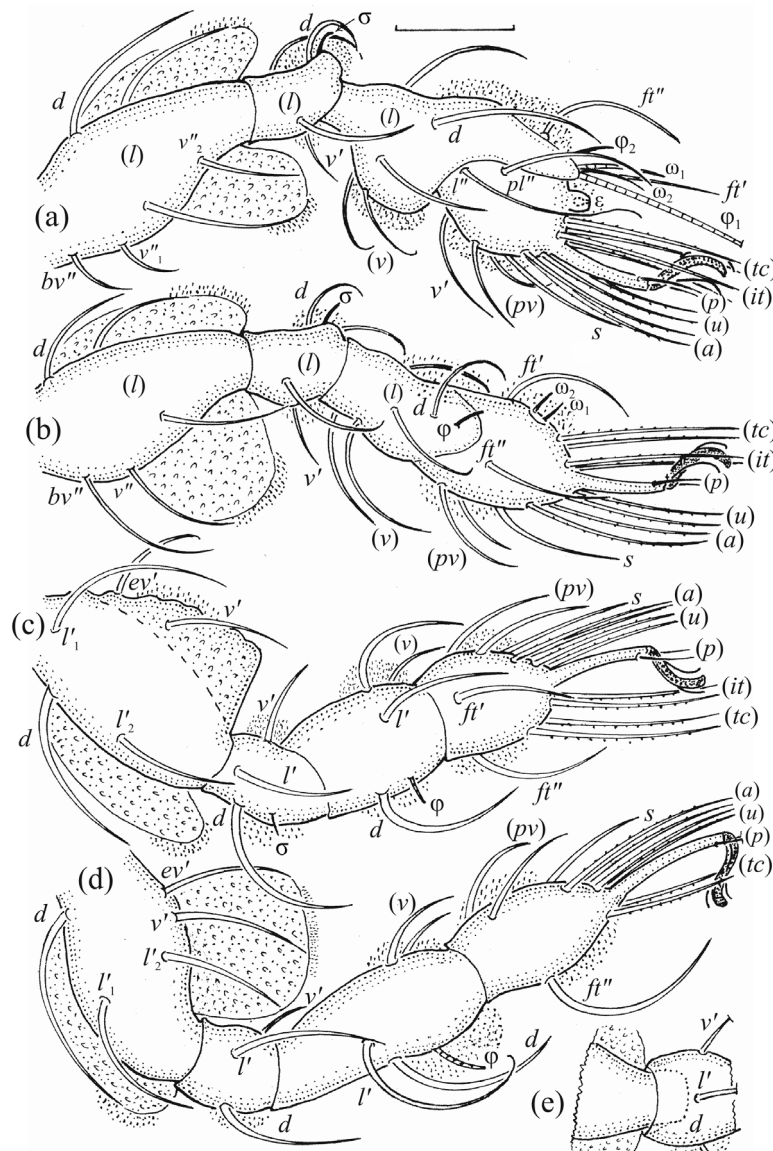 d σ
d (l) (l) (l) d ft″
v″₂ v′ l″ pl″ φ₂ ω₁
ω₂ ft′
(a) ε φ₁
bv″ v″₁ (v) v′ (pv) s (tc)
(p) (it)
(u)
(a)
d σ
d (l) (l) (l) d φ ft′ ω₂
ω₁
(b) ft″ (tc)
(it)
(p)
bv″ v″ v′ (v) (pv) s (u)
(a)
(c) ev′ v′ (v) (pv) s (a)
(u)
l′₁ (p)
v′ l′ ft′ (it)
d l′₂ l′ (tc)
d σ d φ ft″
(d) ev′ (v) (pv) s (a)
(u)
(p)
d v′ (tc)
l′₂
l′₁ v′ ft″
l′ l′ φ d
d
(e) v′
l′
d